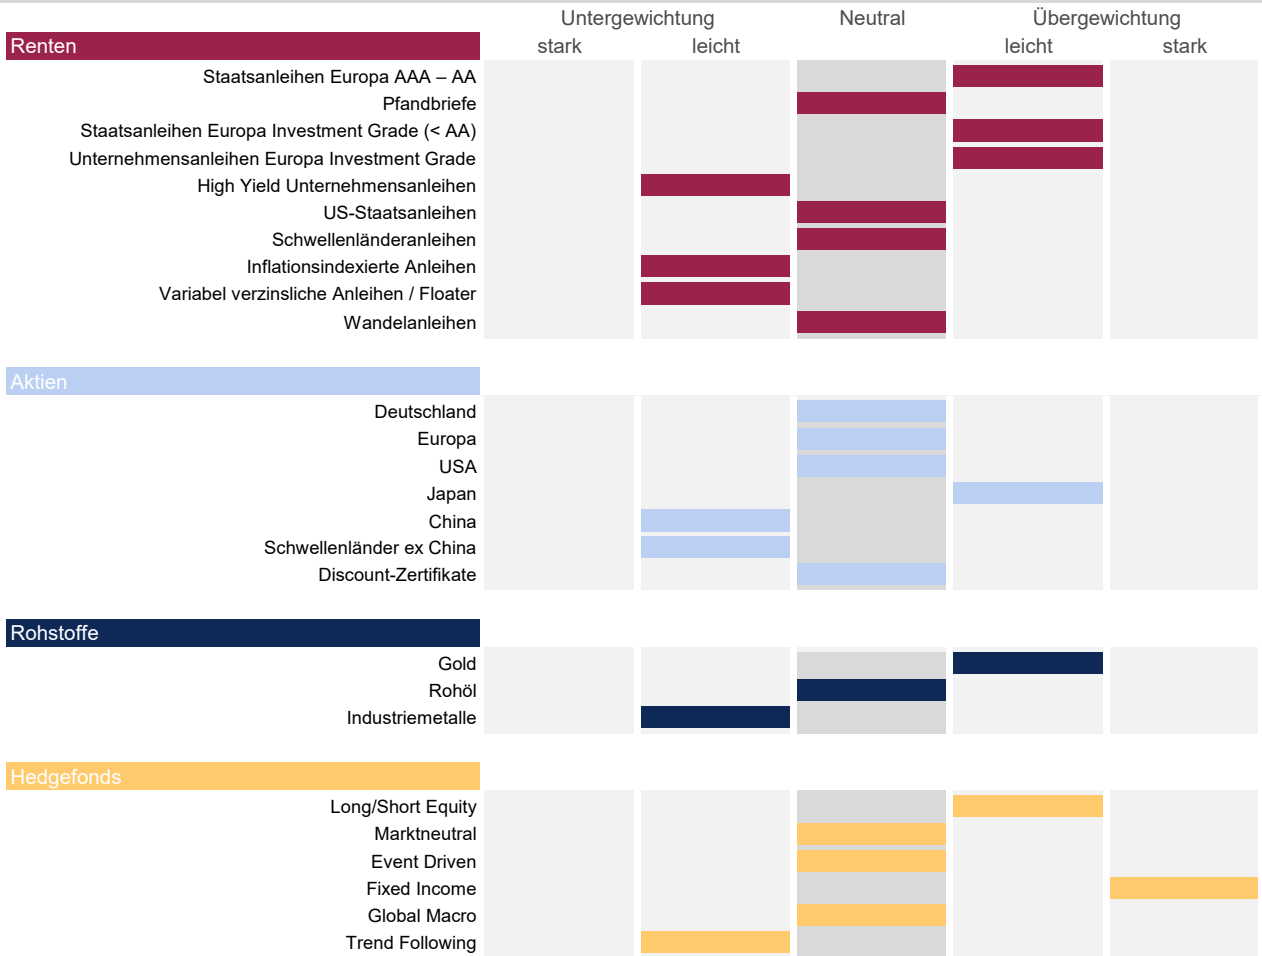 Untergewichtung Neutral Übergewichtung
Renten stark leicht leicht stark
Staatsanleihen Europa AAA – AA
Pfandbriefe
Staatsanleihen Europa Investment Grade (< AA)
Unternehmensanleihen Europa Investment Grade
High Yield Unternehmensanleihen
US-Staatsanleihen
Schwellenländeranleihen
Inflationsindexierte Anleihen
Variabel verzinsliche Anleihen / Floater
Wandelanleihen
Aktien
Deutschland
Europa
USA
Japan
China
Schwellenländer ex China
Discount-Zertifikate
Rohstoffe
Gold
Rohöl
Industriemetalle
Hedgefonds
Long/Short Equity
Marktneutral
Event Driven
Fixed Income
Global Macro
Trend Following